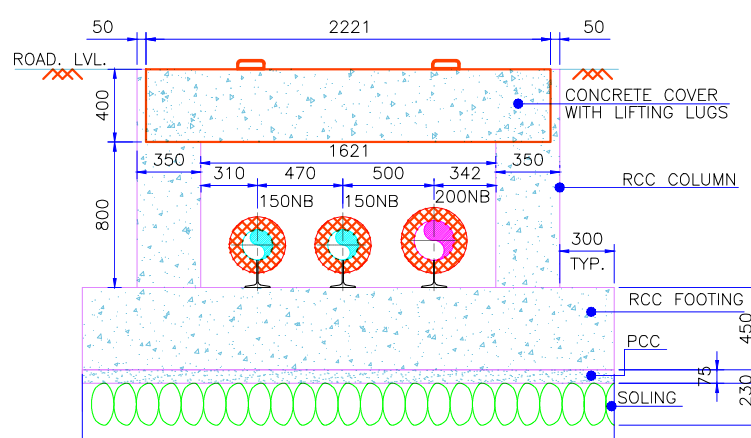 50
2221
50
ROAD. LVL.
400
CONCRETE COVER
WITH LIFTING LUGS
1621
350
350
310
470
500
342
RCC COLUMN
150NB
150NB
200NB
800
300
TYP.
RCC FOOTING
450
PCC
75
230
SOLING